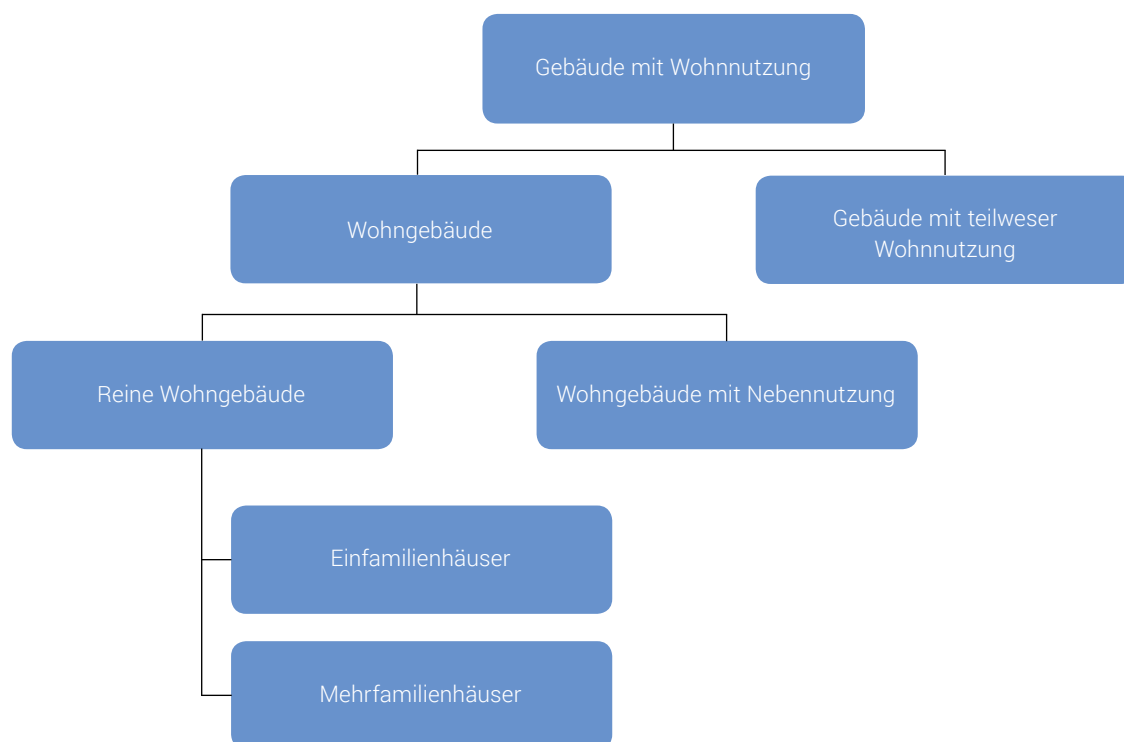 Gebäude mit Wohnnutzung
Wohngebäude
Gebäude mit teilweser
Wohnnutzung
Reine Wohngebäude
Wohngebäude mit Nebennutzung
Einfamilienhäuser
Mehrfamilienhäuser